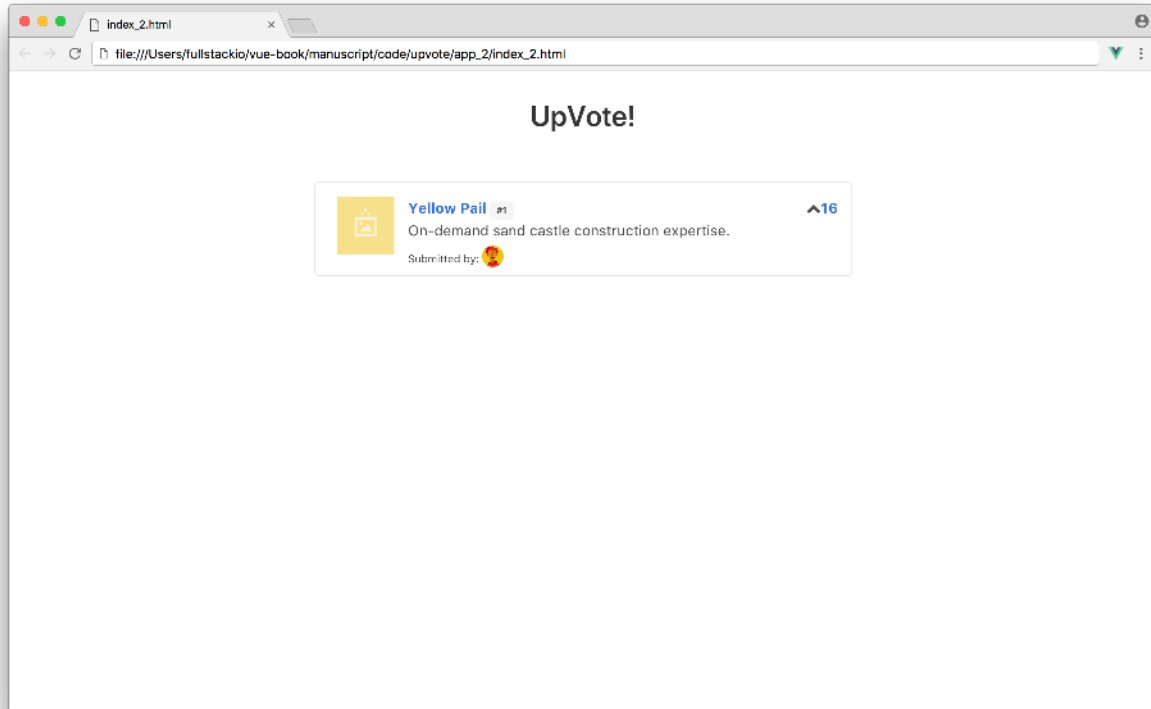 index_2.html
file:///Users/fullstackio/vue-book/manuscript/code/upvote/app_2/index_2.html
UpVote!
Yellow Pail #1
16
On-demand sand castle construction expertise.
Submitted by: